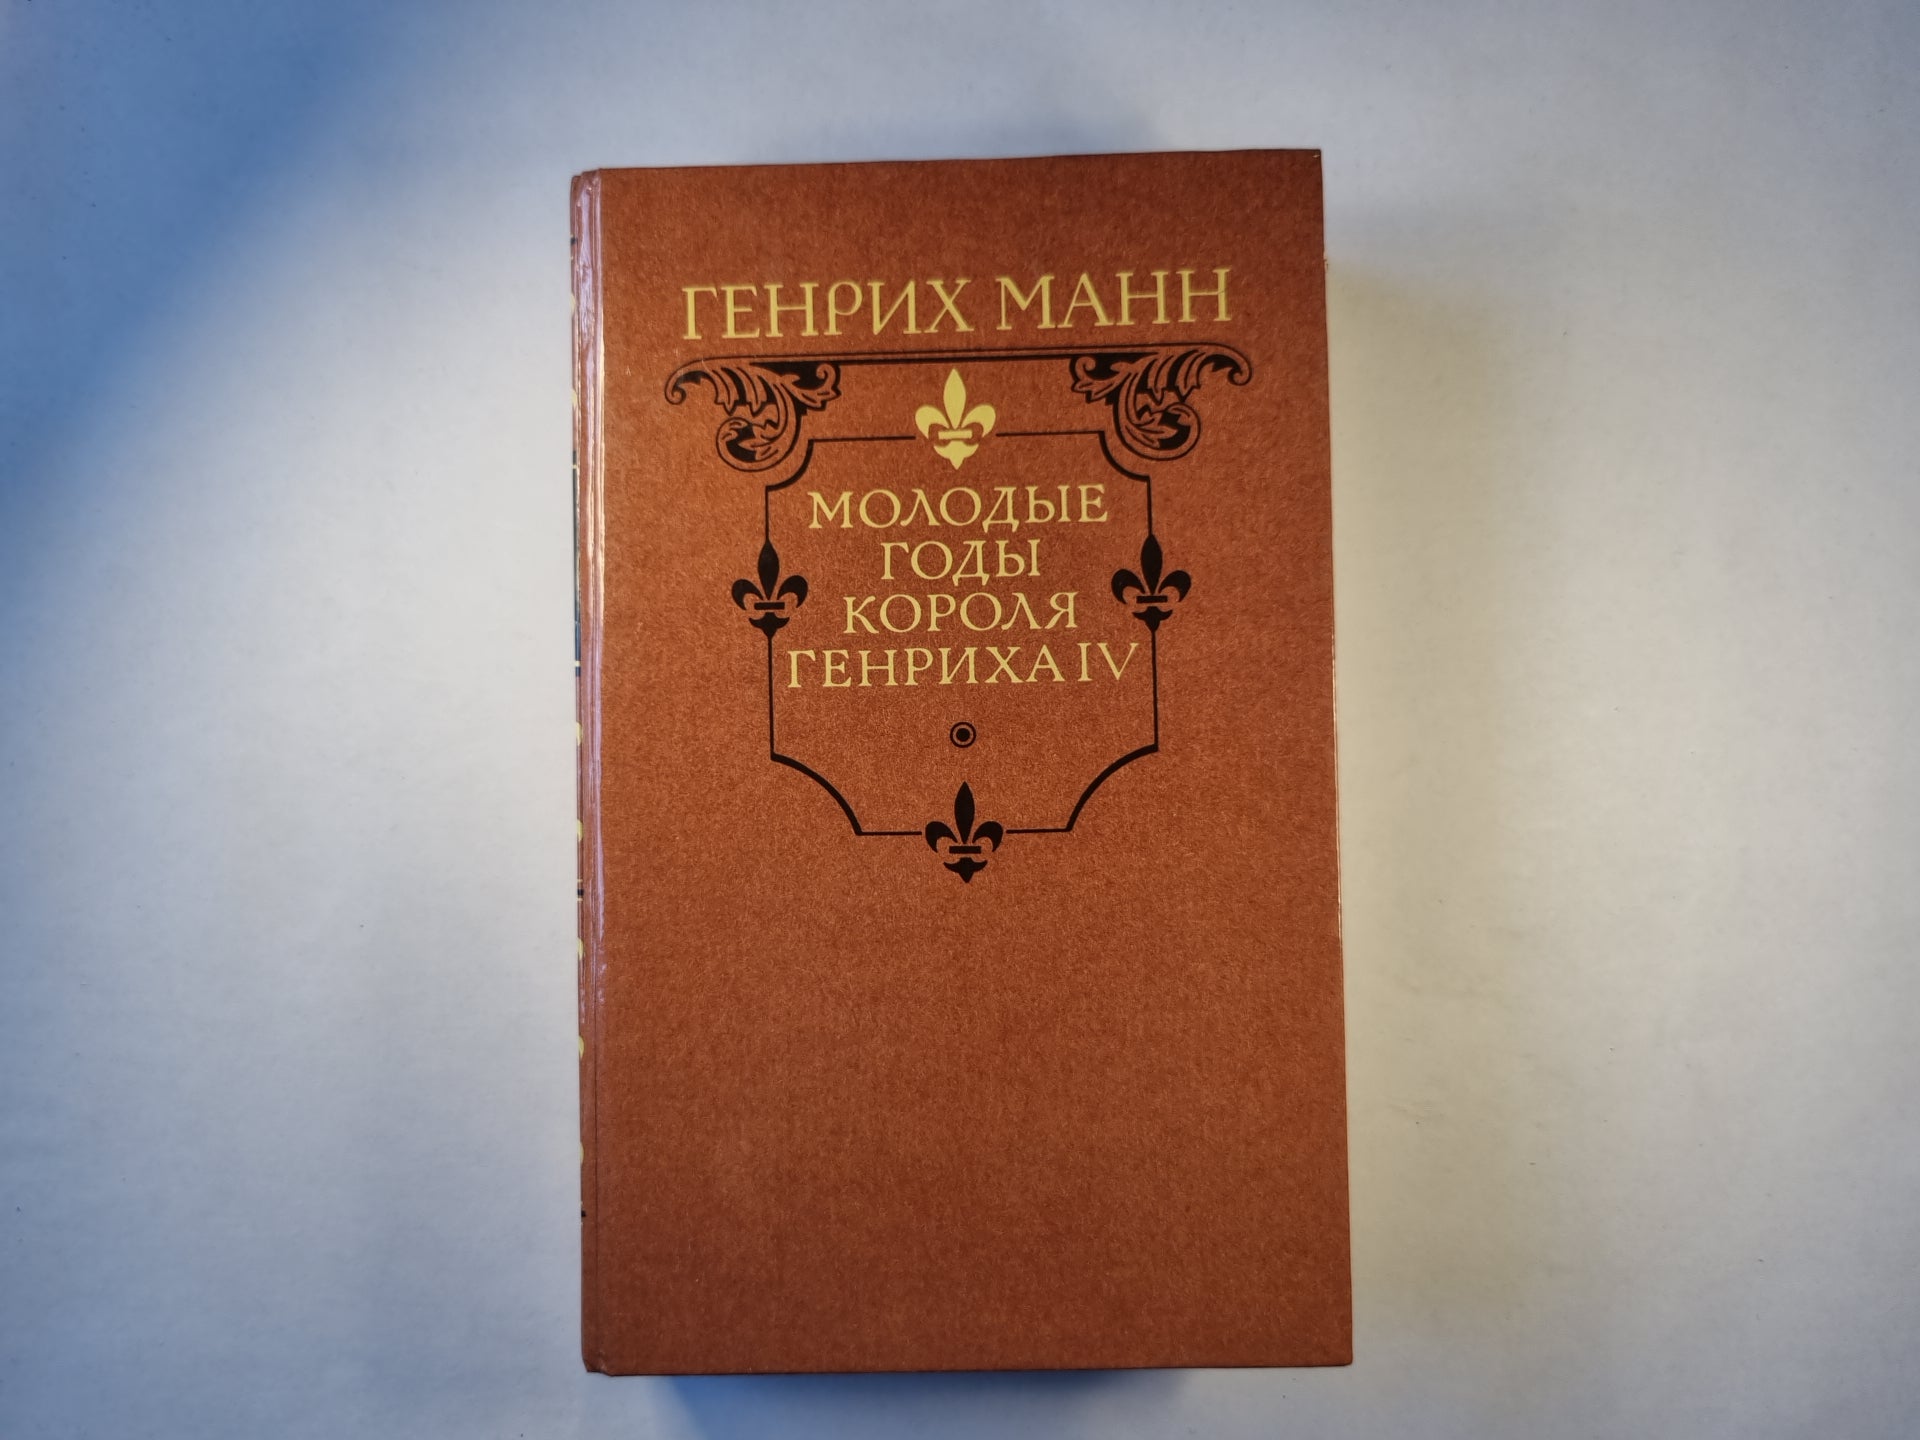 ГЕНРИХ МАНН
МОЛОДЫЕ
ГОДЫ
КОРОЛЯ
ГЕНРИХА IV